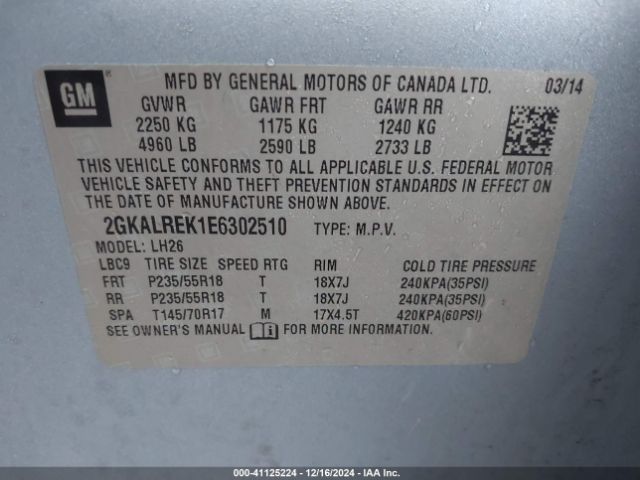 GM ® MFD BY GENERAL MOTORS OF CANADA LTD. 03/14
GVWR GAWR FRT GAWR RR
2250 KG 1175 KG 1240 KG
4960 LB 2590 LB 2733 LB
THIS VEHICLE CONFORMS TO ALL APPLICABLE U.S. FEDERAL MOTOR
VEHICLE SAFETY AND THEFT PREVENTION STANDARDS IN EFFECT ON
THE DATE OF MANUFACTURE SHOWN ABOVE.
2GKALREK1E6302510 TYPE: M.P.V.
MODEL: LH26
LBC9 TIRE SIZE SPEED RTG RIM COLD TIRE PRESSURE
FRT P235/55R18 T 18X7J 240KPA(35PSI)
RR P235/55R18 T 18X7J 240KPA(35PSI)
SPA T145/70R17 M 17X4.5T 420KPA(60PSI)
SEE OWNER'S MANUAL FOR MORE INFORMATION.
000-41125224 - 12/16/2024 - IAA Inc.